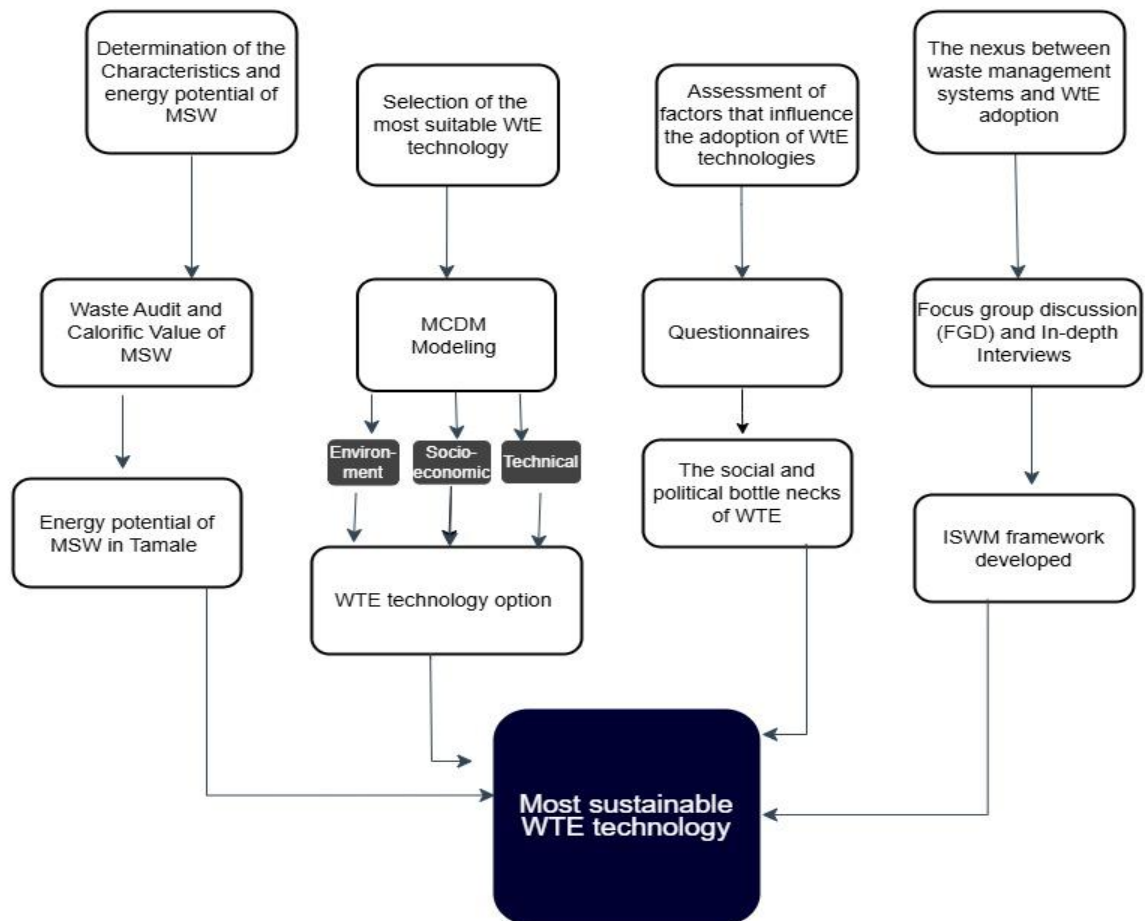 Determination of the
Characteristics and
energy potential of
MSW
Selection of the
most suitable WtE
technology
Assessment of
factors that influence
the adoption of WtE
technologies
The nexus between
waste management
systems and WtE
adoption
Waste Audit and
Calorific Value of
MSW
MCDM
Modeling
Questionnaires
Focus group discussion
(FGD) and In-depth
Interviews
Environ-
ment
Socio-
economic
Technical
Energy potential of
MSW in Tamale
WTE technology option
The social and
political bottle necks
of WTE
ISWM framework
developed
Most sustainable
WTE technology